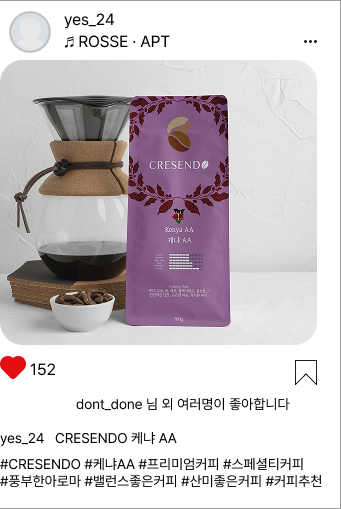 yes_24
♬ ROSSE · APT
CRESENDO
Kenya AA
케냐 AA
500g
152
dont_done 님 외 여러명이 좋아합니다
yes_24 CRESENDO 케냐 AA
#CRESENDO #케냐AA #프리미엄커피 #스페셜티커피
#풍부한아로마 #밸런스좋은커피 #산미좋은커피 #커피추천